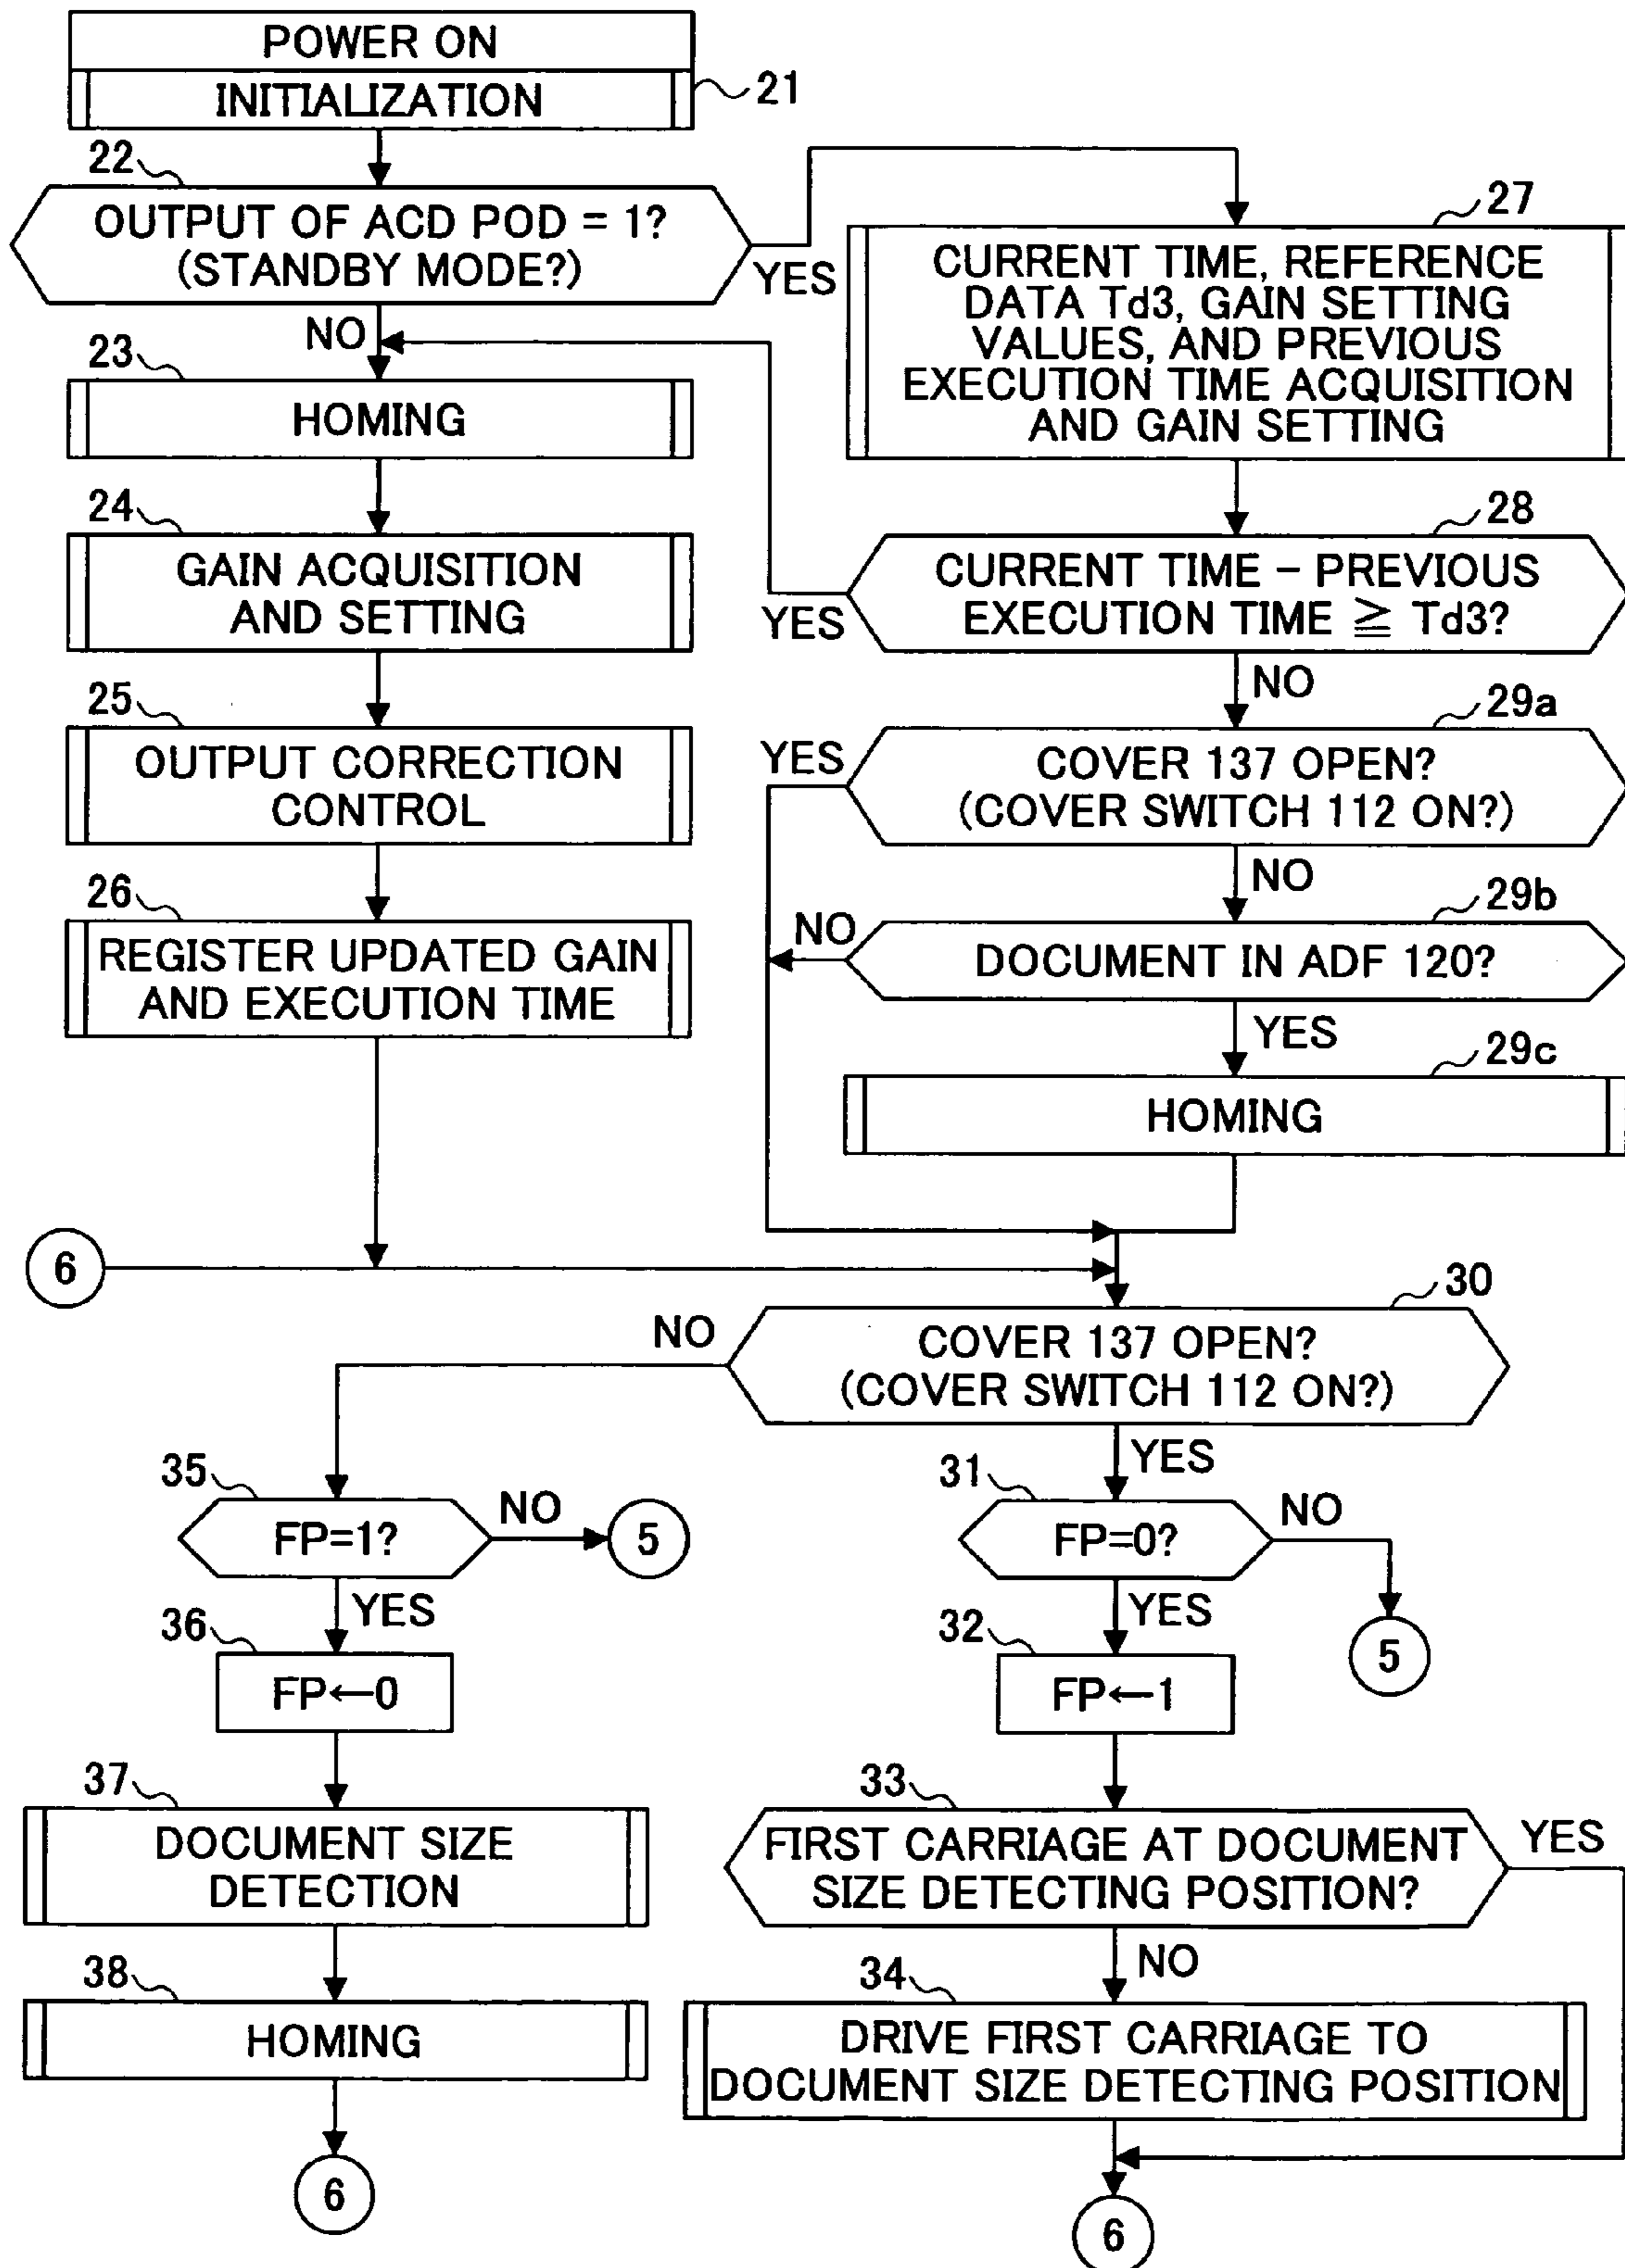 POWER ON
INITIALIZATION
21
22
OUTPUT OF ACD POD = 1?
(STANDBY MODE?)
YES
NO
23
HOMING
24
GAIN ACQUISITION
AND SETTING
25
OUTPUT CORRECTION
CONTROL
26
REGISTER UPDATED GAIN
AND EXECUTION TIME
27
CURRENT TIME, REFERENCE
DATA Td3, GAIN SETTING
VALUES, AND PREVIOUS
EXECUTION TIME ACQUISITION
AND GAIN SETTING
28
CURRENT TIME – PREVIOUS
EXECUTION TIME ≧ Td3?
YES
NO
29a
COVER 137 OPEN?
(COVER SWITCH 112 ON?)
YES
NO
29b
DOCUMENT IN ADF 120?
NO
YES
29c
HOMING
6
30
COVER 137 OPEN?
(COVER SWITCH 112 ON?)
NO
YES
35
FP=1?
NO
5
YES
36
FP←0
37
DOCUMENT SIZE
DETECTION
38
HOMING
6
31
FP=0?
NO
5
YES
32
FP←1
33
FIRST CARRIAGE AT DOCUMENT
SIZE DETECTING POSITION?
YES
NO
34
DRIVE FIRST CARRIAGE TO
DOCUMENT SIZE DETECTING POSITION
6